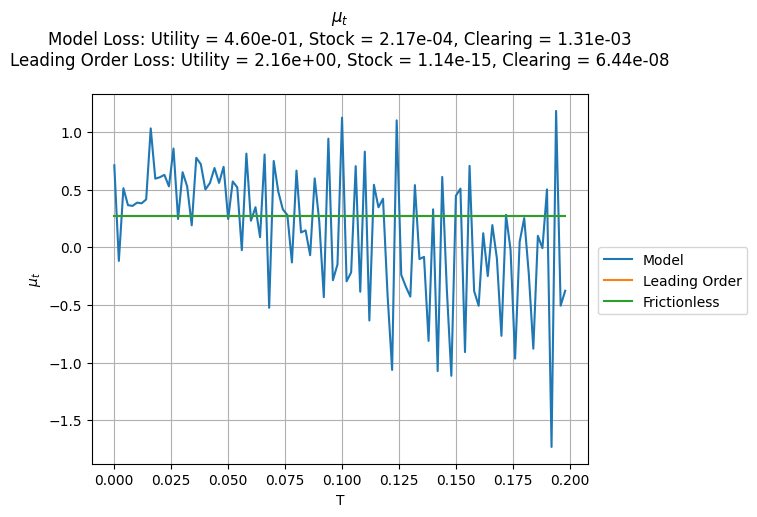 μₜ
Model Loss: Utility = 4.60e-01, Stock = 2.17e-04, Clearing = 1.31e-03
Leading Order Loss: Utility = 2.16e+00, Stock = 1.14e-15, Clearing = 6.44e-08
1.0
0.5
0.0
−0.5
−1.0
−1.5
μₜ
0.000 0.025 0.050 0.075 0.100 0.125 0.150 0.175 0.200
T
Model
Leading Order
Frictionless